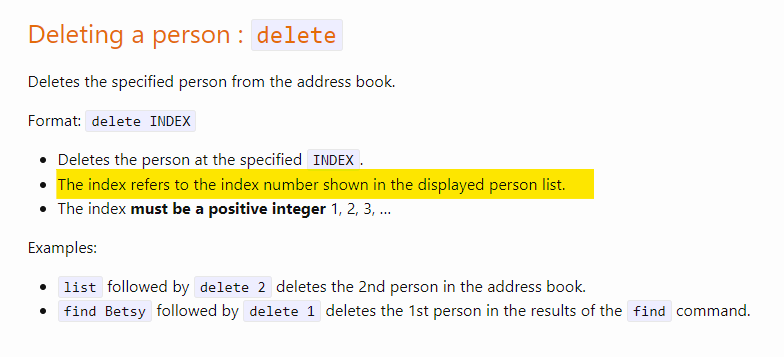 Deleting a person : delete
Deletes the specified person from the address book.
Format: delete INDEX
• Deletes the person at the specified INDEX.
• The index refers to the index number shown in the displayed person list.
• The index must be a positive integer 1, 2, 3, …
Examples:
• list followed by delete 2 deletes the 2nd person in the address book.
• find Betsy followed by delete 1 deletes the 1st person in the results of the find command.